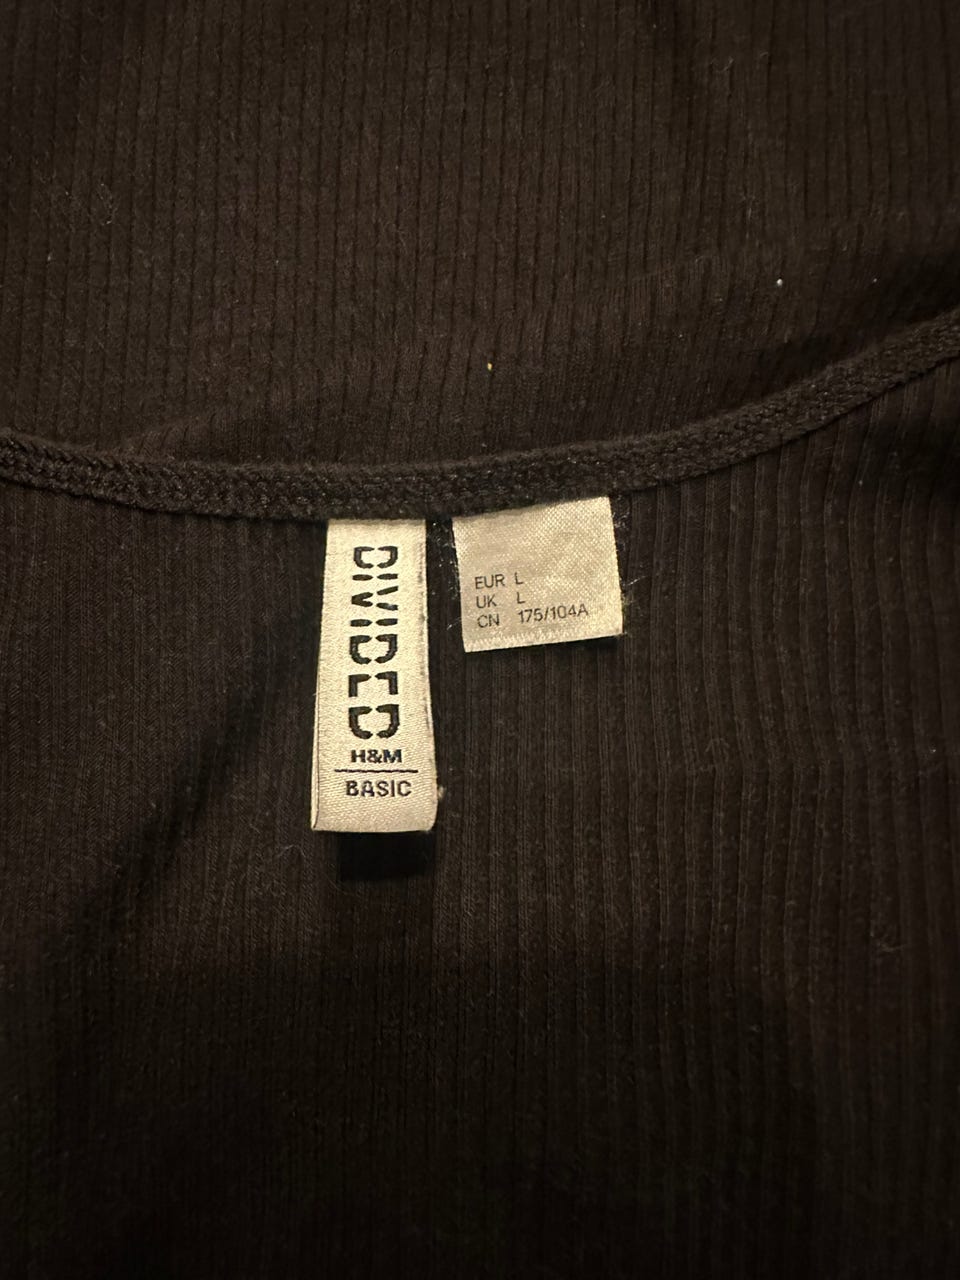 DIVIDED
H&M
BASIC
EUR L
UK L
CN 175/104A